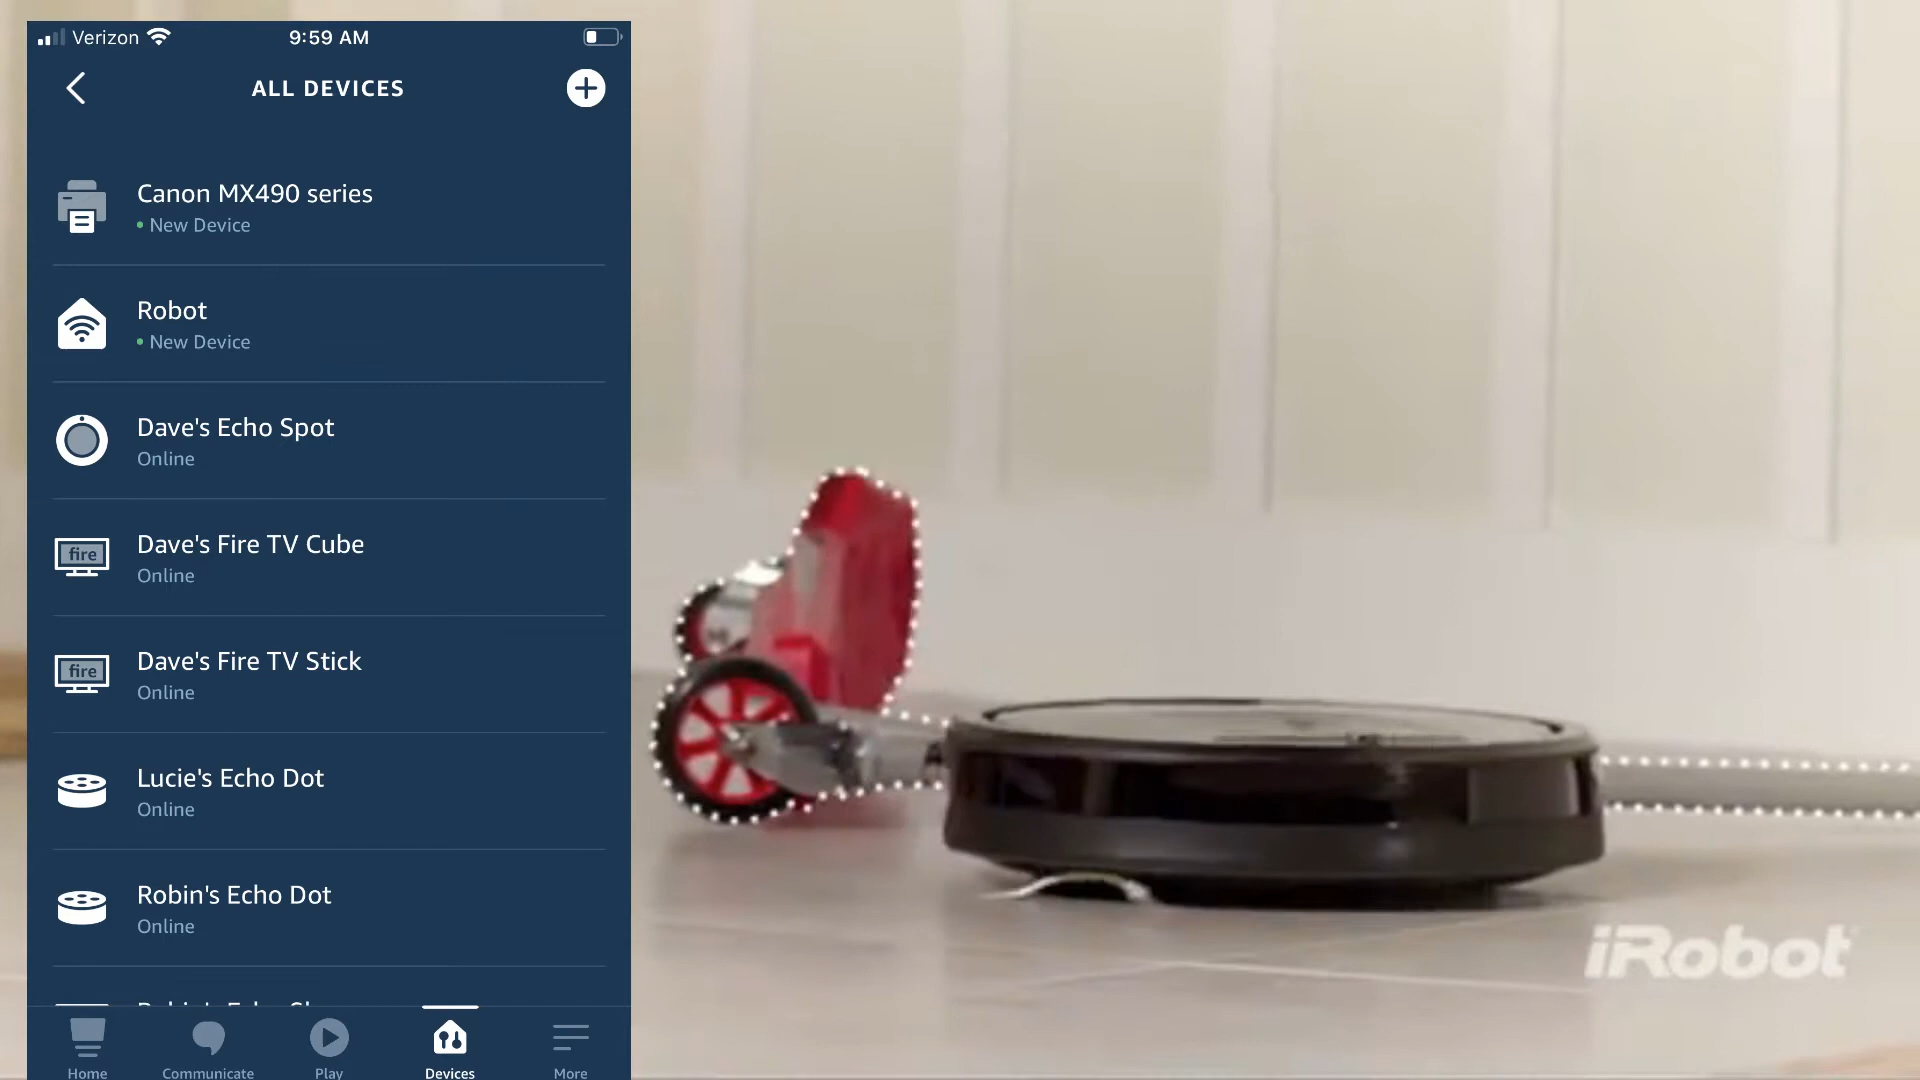 Verizon
9:59 AM
ALL DEVICES
Canon MX490 series
New Device
Robot
New Device
Dave's Echo Spot
Online
fire
Dave's Fire TV Cube
Online
fire
Dave's Fire TV Stick
Online
Lucie's Echo Dot
Online
Robin's Echo Dot
Online
Home
Communicate
Play
Devices
More
iRobot